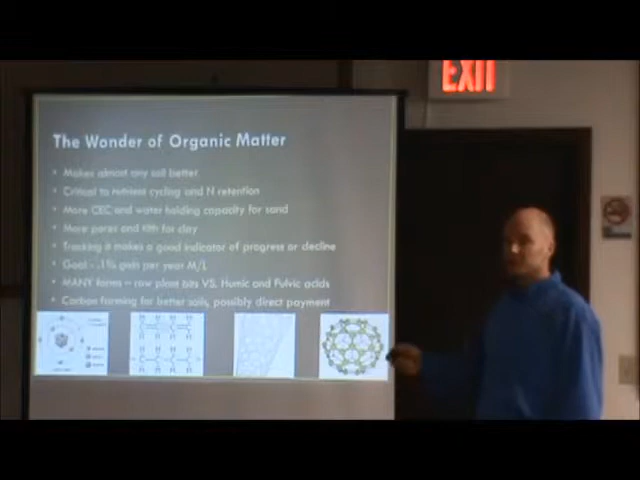 EXIT
The Wonder of Organic Matter
• Makes almost any soil better
• Critical to nutrient cycling and N retention
• More CEC and water holding capacity for sand
• More pores and tilth for clay
• Tracking it makes a good indicator of progress or decline
• Goal - .1% gain per year M/L
• MANY forms – raw plant bits VS. Humic and Fulvic acids
• Carbon farming for better soils, possibly direct payment